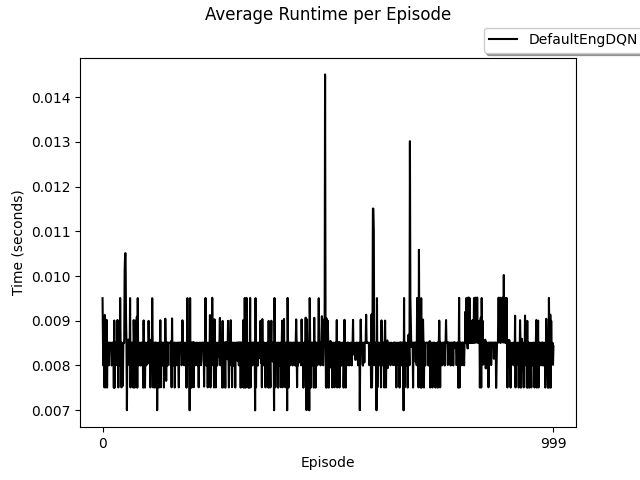 Average Runtime per Episode
DefaultEngDQN
0.014
0.013
0.012
0.011
0.010
0.009
0.008
0.007
Time (seconds)
0
999
Episode